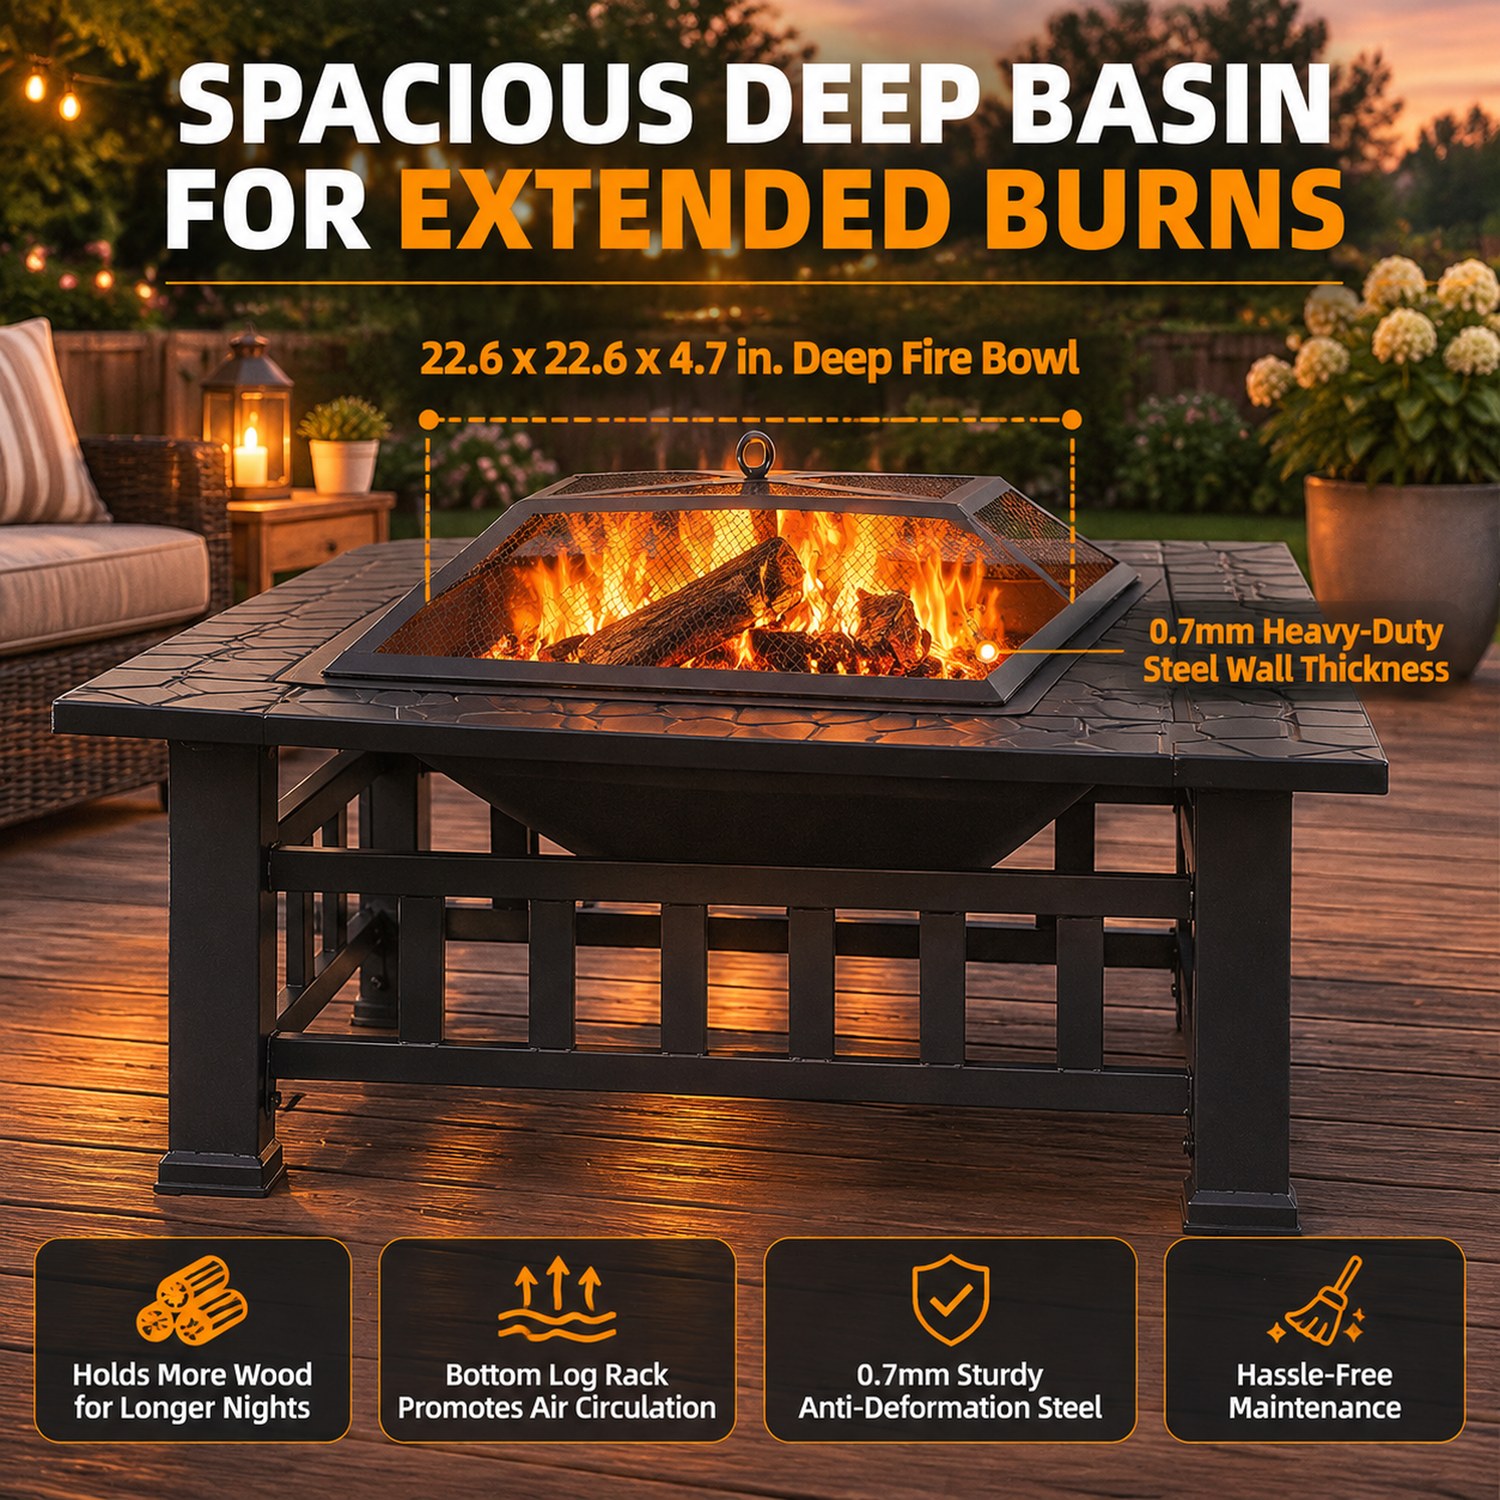 SPACIOUS DEEP BASIN
FOR EXTENDED BURNS
22.6 x 22.6 x 4.7 in. Deep Fire Bowl
0.7mm Heavy-Duty
Steel Wall Thickness
Holds More Wood
for Longer Nights
Bottom Log Rack
Promotes Air Circulation
0.7mm Sturdy
Anti-Deformation Steel
Hassle-Free
Maintenance